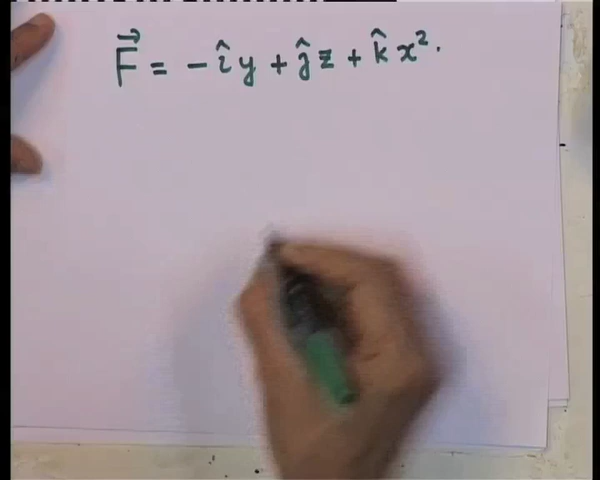 F⃗ = - î y + ĵ z + k̂ x².